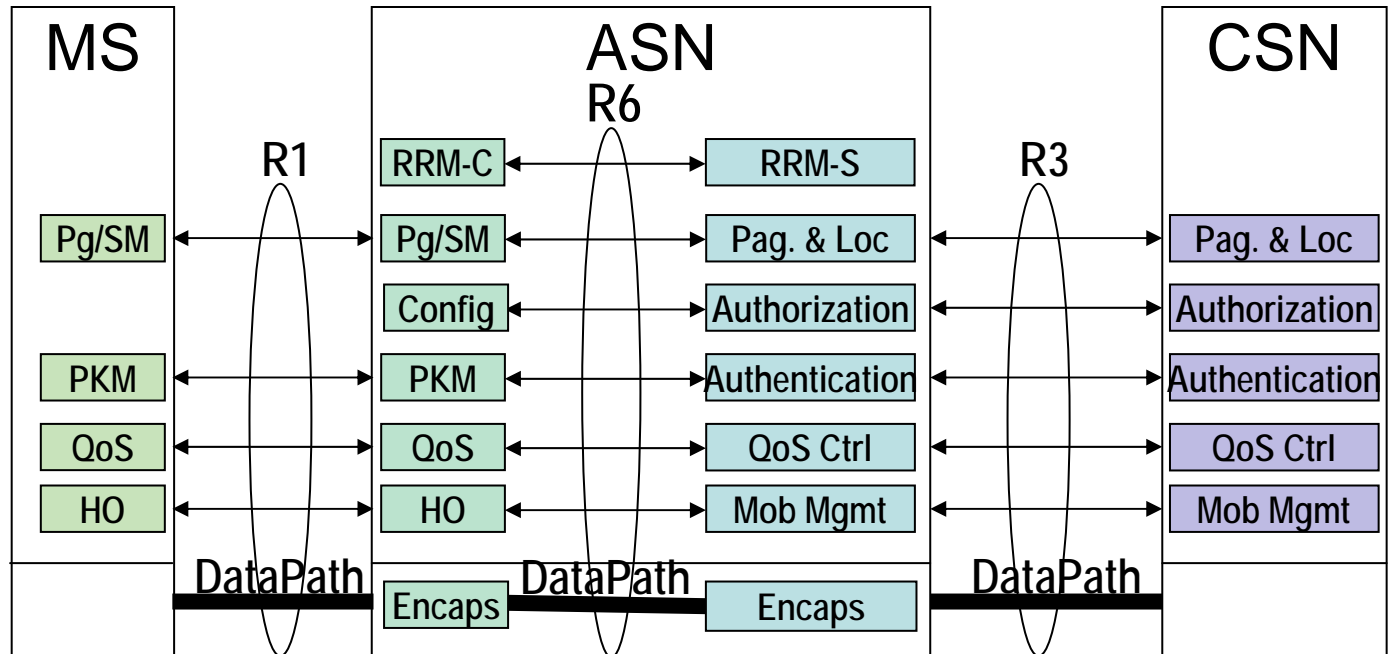 MS
ASN
CSN
R6
R1
R3
RRM-C
RRM-S
Pg/SM
Pg/SM
Pag. & Loc
Pag. & Loc
Config
Authorization
Authorization
PKM
PKM
Authentication
Authentication
QoS
QoS
QoS Ctrl
QoS Ctrl
HO
HO
Mob Mgmt
Mob Mgmt
DataPath
DataPath
DataPath
Encaps
Encaps